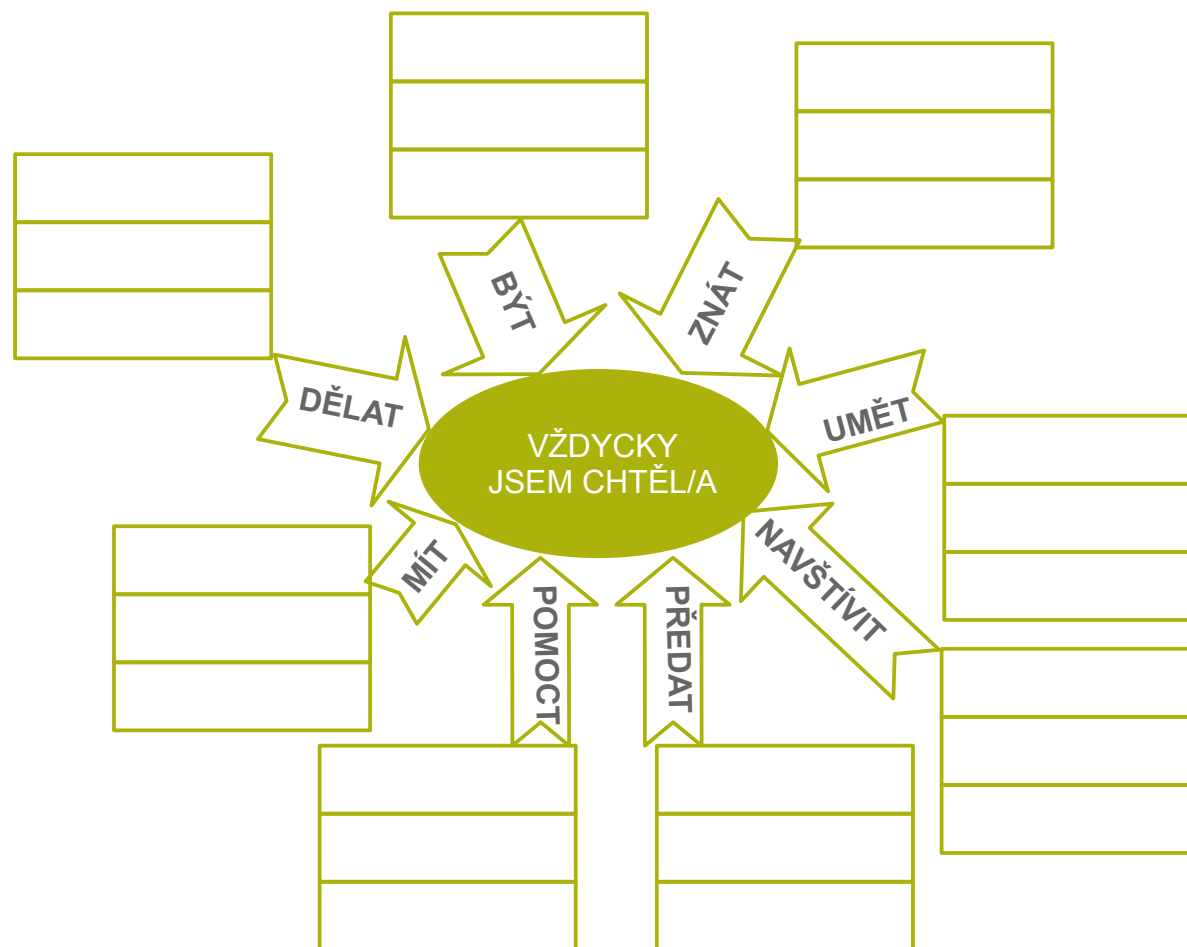 BÝT
ZNÁT
DĚLAT
UMĚT
VŽDYCKY
JSEM CHTĚL/A
MÍT
NAVŠTÍVIT
POMOCT
PŘEDAT